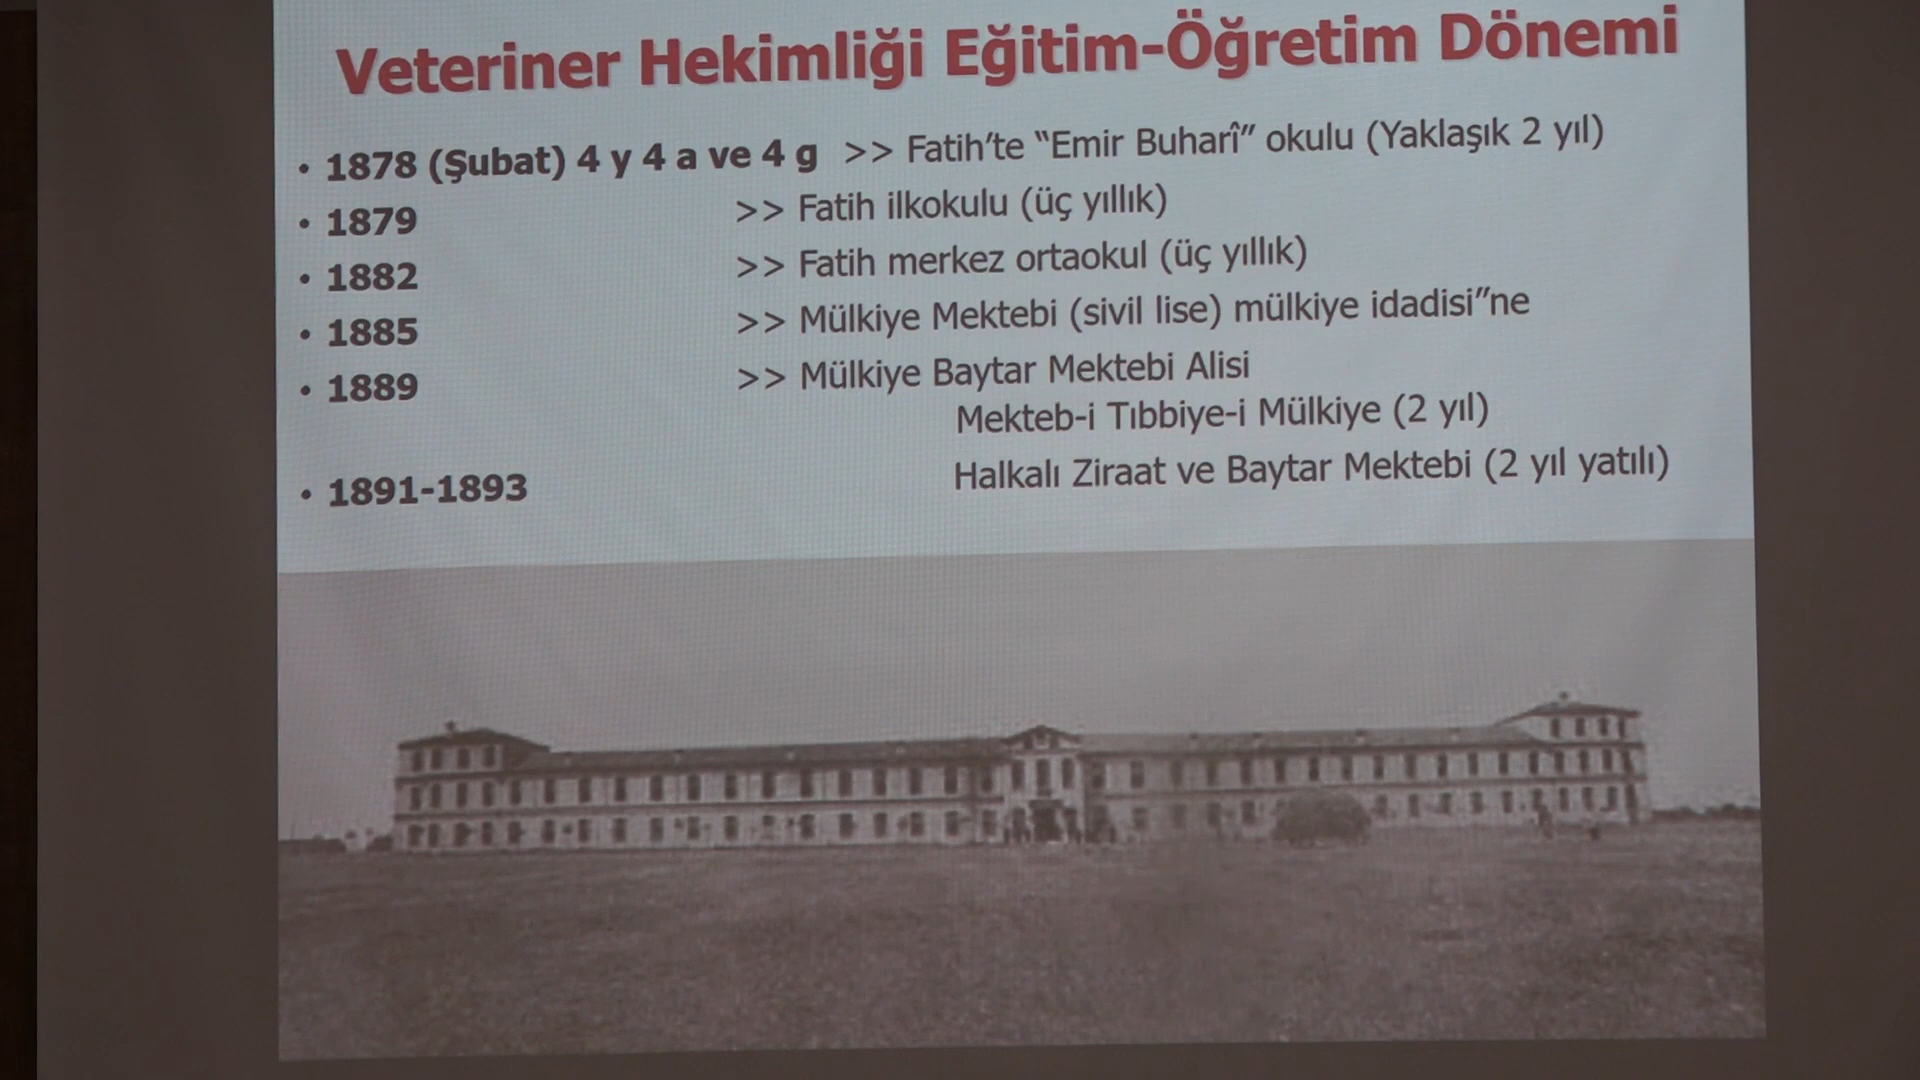 Veteriner Hekimliği Eğitim-Öğretim Dönemi
• 1878 (Şubat) 4 y 4 a ve 4 g >> Fatih’te “Emir Buharî” okulu (Yaklaşık 2 yıl)
• 1879 >> Fatih ilkokulu (üç yıllık)
• 1882 >> Fatih merkez ortaokul (üç yıllık)
• 1885 >> Mülkiye Mektebi (sivil lise) mülkiye idadisi”ne
• 1889 >> Mülkiye Baytar Mektebi Alisi
Mekteb-i Tıbbiye-i Mülkiye (2 yıl)
• 1891-1893 Halkalı Ziraat ve Baytar Mektebi (2 yıl yatılı)